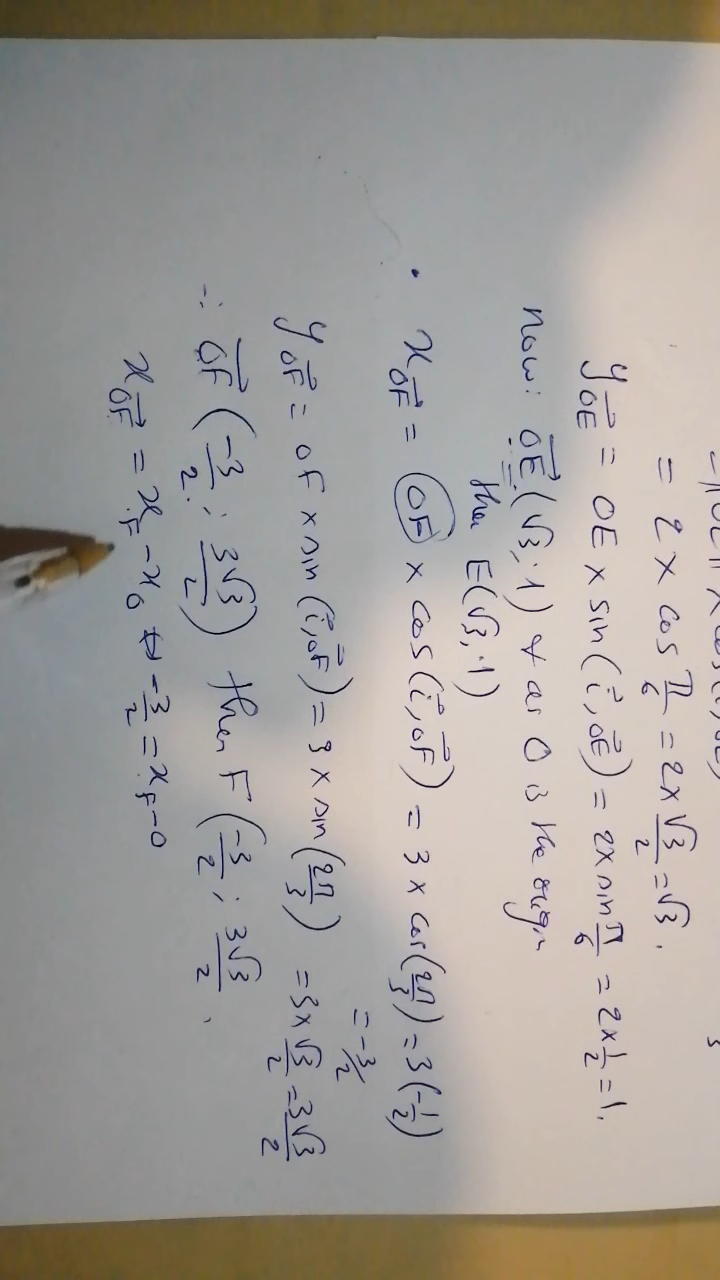 = 2 × cos π/6 = 2 × √3/2 = √3.
y_OE⃗ = OE × sin(i⃗, OE⃗) = 2 × sin π/6 = 2 × 1/2 = 1.
now: OE⃗(√3; 1) & as O is the origin
then E(√3; 1)
• x_OF⃗ = OF × cos(i⃗, OF⃗) = 3 × cos(2π/3) = 3(-1/2)
= -3/2
y_OF⃗ = OF × sin(i⃗, OF⃗) = 3 × sin(2π/3) = 3 × √3/2 = 3√3/2
∴ OF⃗(-3/2 ; 3√3/2) then F(-3/2 ; 3√3/2
x_OF⃗ = x_F - x_O ⇔ -3/2 = x_F - 0